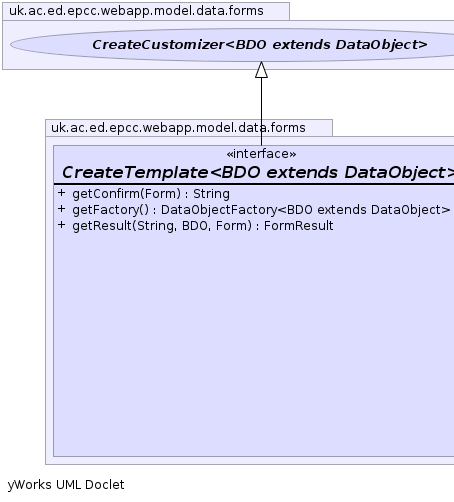 uk.ac.ed.epcc.webapp.model.data.forms
CreateCustomizer<BDO extends DataObject>
uk.ac.ed.epcc.webapp.model.data.forms
«interface»
CreateTemplate<BDO extends DataObject>
+ getConfirm(Form) : String
+ getFactory() : DataObjectFactory<BDO extends DataObject>
+ getResult(String, BDO, Form) : FormResult
yWorks UML Doclet